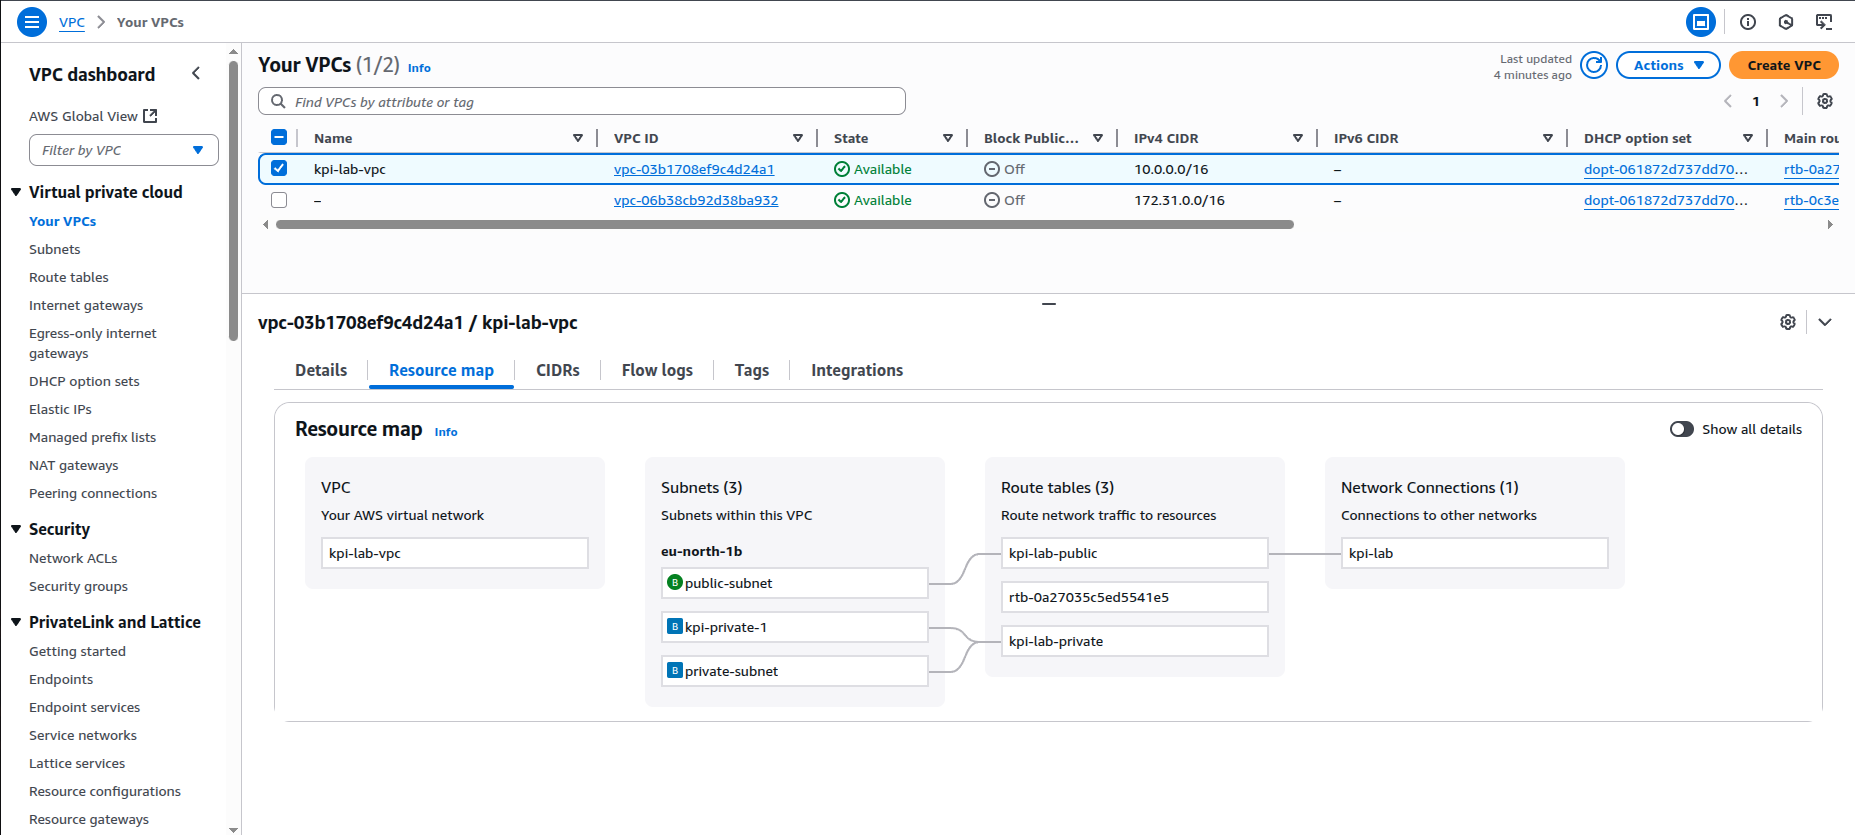 VPC > Your VPCs
VPC dashboard
AWS Global View
Filter by VPC
Virtual private cloud
Your VPCs
Subnets
Route tables
Internet gateways
Egress-only internet
gateways
DHCP option sets
Elastic IPs
Managed prefix lists
NAT gateways
Peering connections
Security
Network ACLs
Security groups
PrivateLink and Lattice
Getting started
Endpoints
Endpoint services
Service networks
Lattice services
Resource configurations
Resource gateways
Your VPCs (1/2) Info
Last updated
4 minutes ago
Actions
Create VPC
Find VPCs by attribute or tag
1
Name VPC ID State Block Public... IPv4 CIDR IPv6 CIDR DHCP option set Main rou
kpi-lab-vpc vpc-03b1708ef9c4d24a1 Available Off 10.0.0.0/16 – dopt-061872d737dd70... rtb-0a27
– vpc-06b38cb92d38ba932 Available Off 172.31.0.0/16 – dopt-061872d737dd70... rtb-0c3e
vpc-03b1708ef9c4d24a1 / kpi-lab-vpc
Details Resource map CIDRs Flow logs Tags Integrations
Resource map Info
Show all details
VPC
Your AWS virtual network
kpi-lab-vpc
Subnets (3)
Subnets within this VPC
eu-north-1b
B public-subnet
B kpi-private-1
B private-subnet
Route tables (3)
Route network traffic to resources
kpi-lab-public
rtb-0a27035c5ed5541e5
kpi-lab-private
Network Connections (1)
Connections to other networks
kpi-lab